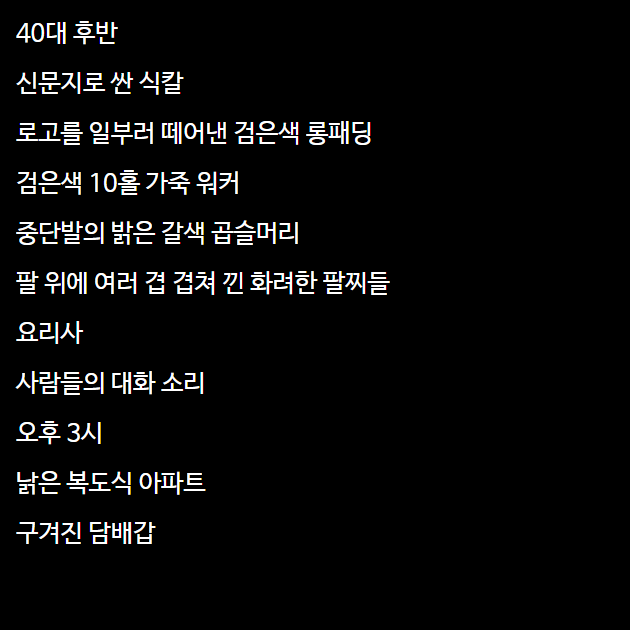 40대 후반
신문지로 싼 식칼
로고를 일부러 떼어낸 검은색 롱패딩
검은색 10홀 가죽 워커
중단발의 밝은 갈색 곱슬머리
팔 위에 여러 겹 겹쳐 낀 화려한 팔찌들
요리사
사람들의 대화 소리
오후 3시
낡은 복도식 아파트
구겨진 담배갑